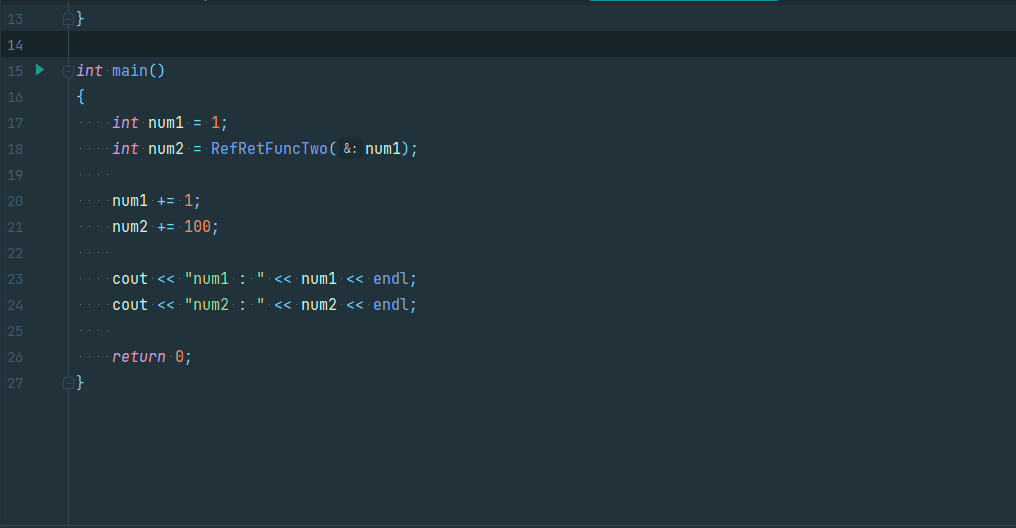 13 }
14
15 int main()
16 {
17     int num1 = 1;
18     int num2 = RefRetFuncTwo(&: num1);
19
20     num1 += 1;
21     num2 += 100;
22
23     cout << "num1 : " << num1 << endl;
24     cout << "num2 : " << num2 << endl;
25
26     return 0;
27 }